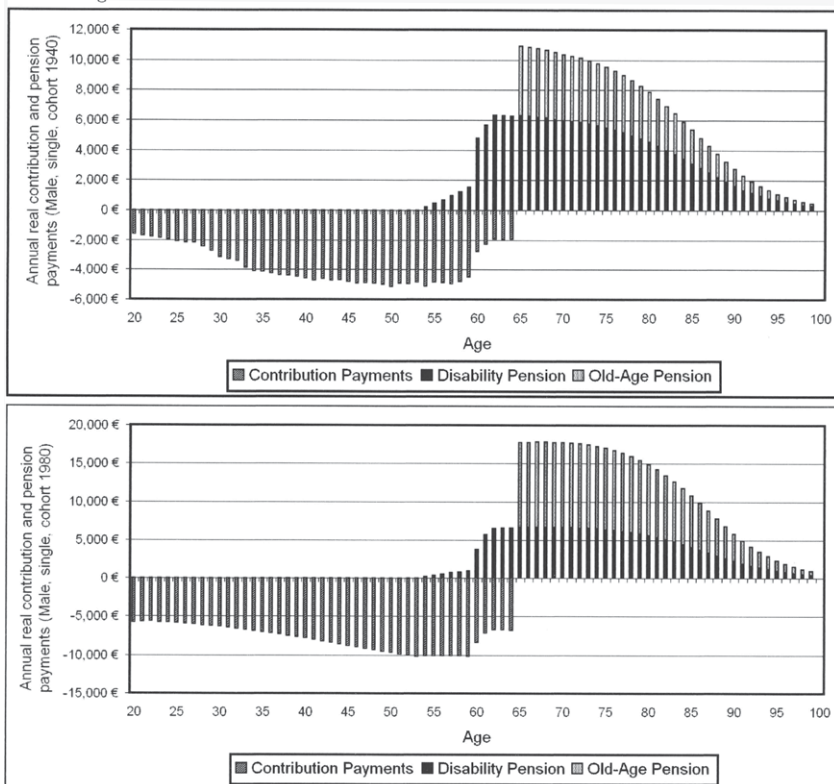 12,000 €
10,000 €
8,000 €
6,000 €
4,000 €
2,000 €
0 €
-2,000 €
-4,000 €
-6,000 €
Annual real contribution and pension
payments (Male, single, cohort 1940)
20 25 30 35 40 45 50 55 60 65 70 75 80 85 90 95 100
Age
Contribution Payments Disability Pension Old-Age Pension
20,000 €
15,000 €
10,000 €
5,000 €
0 €
-5,000 €
-10,000 €
-15,000 €
Annual real contribution and pension
payments (Male, single, cohort 1980)
20 25 30 35 40 45 50 55 60 65 70 75 80 85 90 95 100
Age
Contribution Payments Disability Pension Old-Age Pension